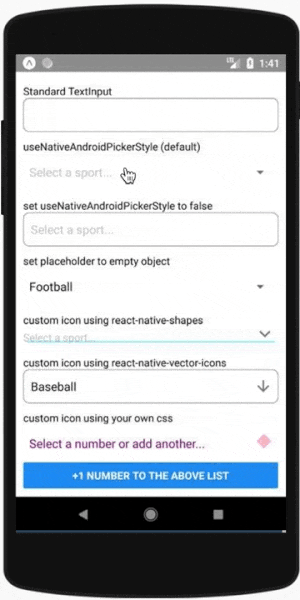 1:41
Standard TextInput
useNativeAndroidPickerStyle (default)
Select a sport...
set useNativeAndroidPickerStyle to false
Select a sport...
set placeholder to empty object
Football
custom icon using react-native-shapes
Select a sport...
custom icon using react-native-vector-icons
Baseball
custom icon using your own css
Select a number or add another...
+1 NUMBER TO THE ABOVE LIST